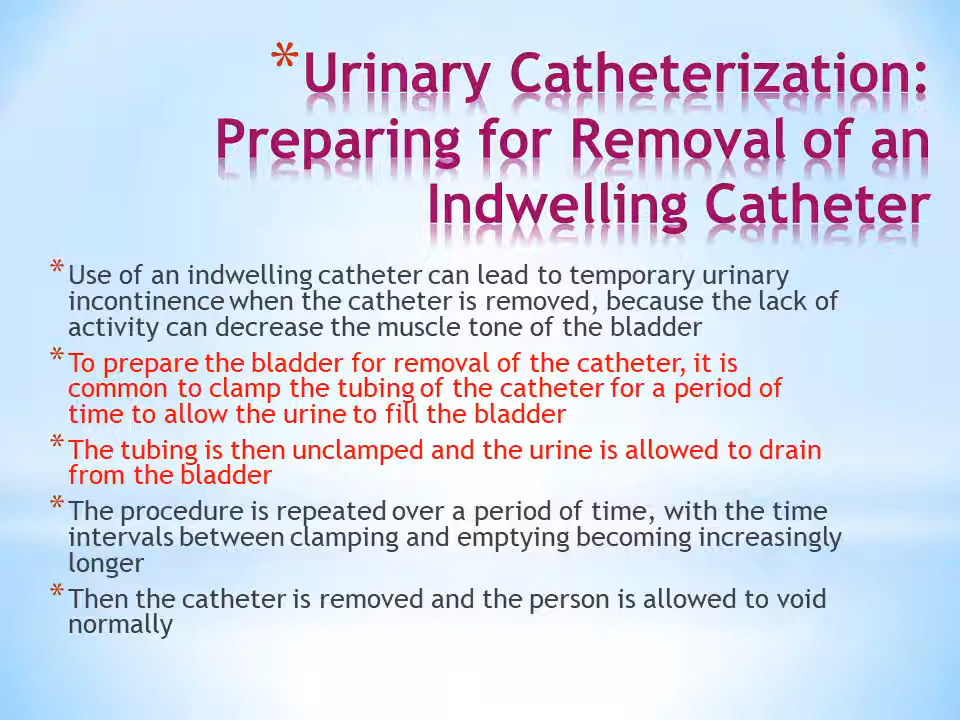 *Urinary Catheterization:
Preparing for Removal of an
Indwelling Catheter
*Use of an indwelling catheter can lead to temporary urinary
incontinence when the catheter is removed, because the lack of
activity can decrease the muscle tone of the bladder
*To prepare the bladder for removal of the catheter, it is
common to clamp the tubing of the catheter for a period of
time to allow the urine to fill the bladder
*The tubing is then unclamped and the urine is allowed to drain
from the bladder
*The procedure is repeated over a period of time, with the time
intervals between clamping and emptying becoming increasingly
longer
*Then the catheter is removed and the person is allowed to void
normally